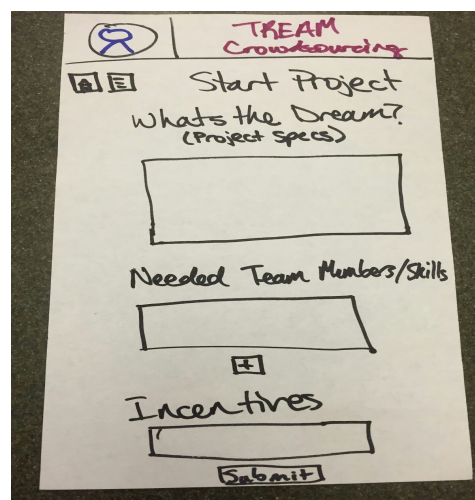 TREAM
Crowdsourcing
Start Project
Whats the Dream?
(Project Specs)
Needed Team Members/Skills
+
Incentives
Submit